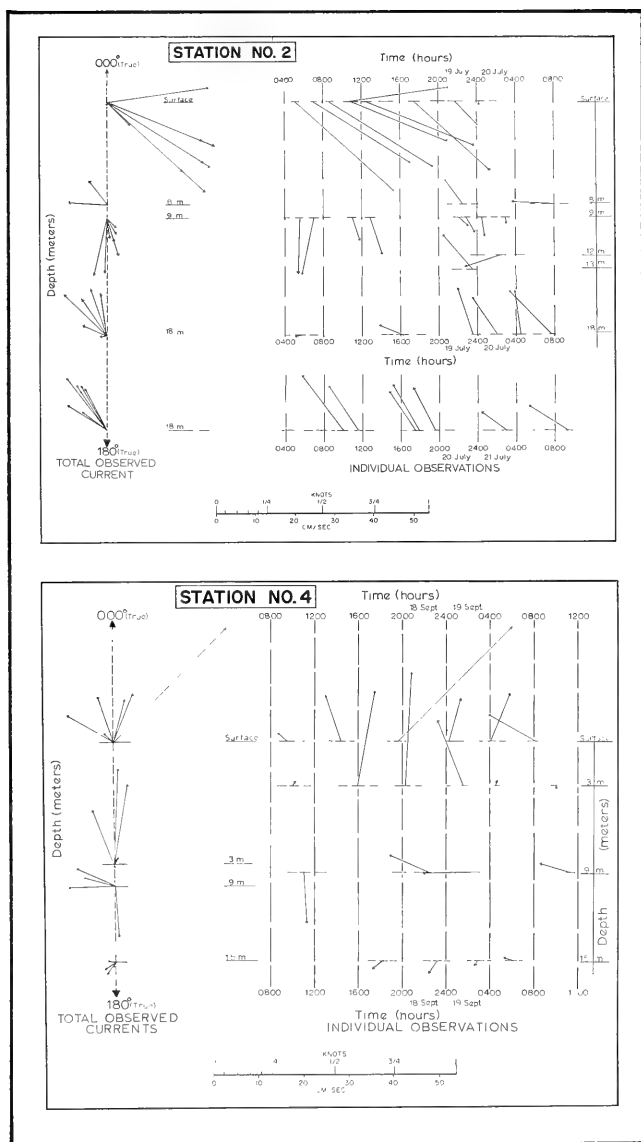 STATION NO. 2
000° (True)
Time (hours)
19 July 20 July
0400 0800 1200 1600 2000 2400 0400 0800
Surface
Surface
8 m
8 m
9 m
9 m
12 m
13 m
Depth (meters)
18 m
18 m
0400 0800 1200 1600 2000 2400 0400 0800
19 July 20 July
Time (hours)
18 m
0400 0800 1200 1600 2000 2400 0400 0800
20 July 21 July
180° (True)
TOTAL OBSERVED
CURRENT
INDIVIDUAL OBSERVATIONS
KNOTS
0 1/4 1/2 3/4
0 10 20 30 40 50
CM/SEC
STATION NO. 4
Time (hours)
18 Sept 19 Sept
000° (True)
0800 1200 1600 2000 2400 0400 0800 1200
Surface
Surface
3 m
Depth (meters)
Depth (meters)
3 m
9 m
9 m
0800 1200 1600 2000 2400 0400 0800
18 Sept 19 Sept
180° (True)
Time (hours)
TOTAL OBSERVED
CURRENTS
INDIVIDUAL OBSERVATIONS
KNOTS
1/2 3/4
0 10 20 30 40 50
CM SEC